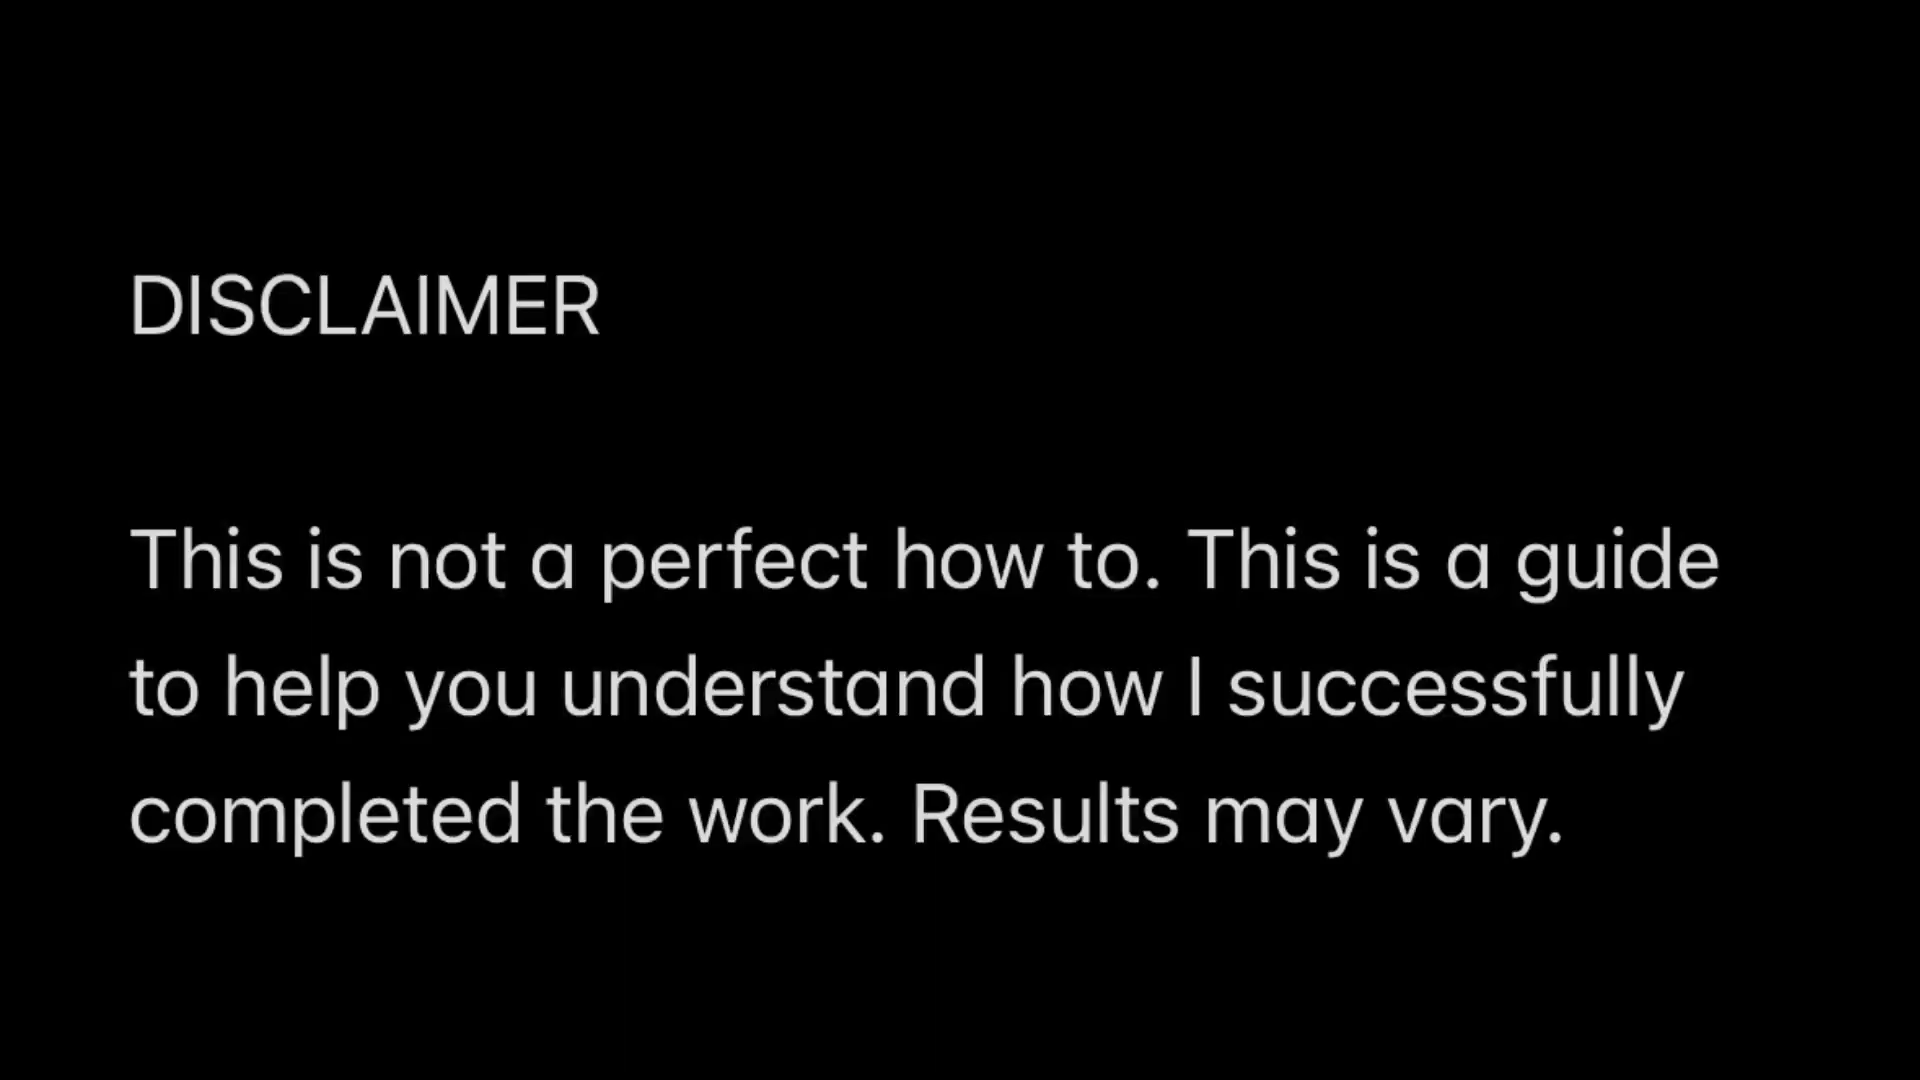 DISCLAIMER
This is not a perfect how to. This is a guide
to help you understand how I successfully
completed the work. Results may vary.